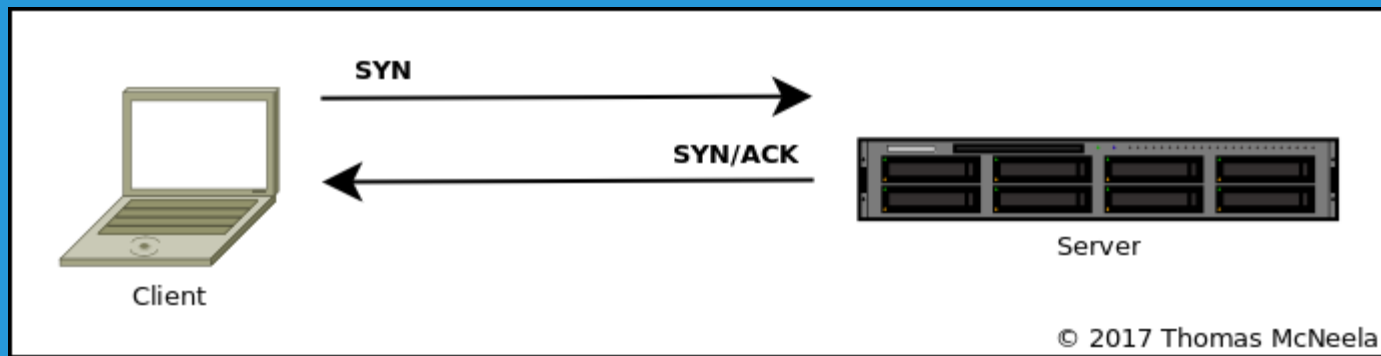 SYN
SYN/ACK
Server
Client
© 2017 Thomas McNeela